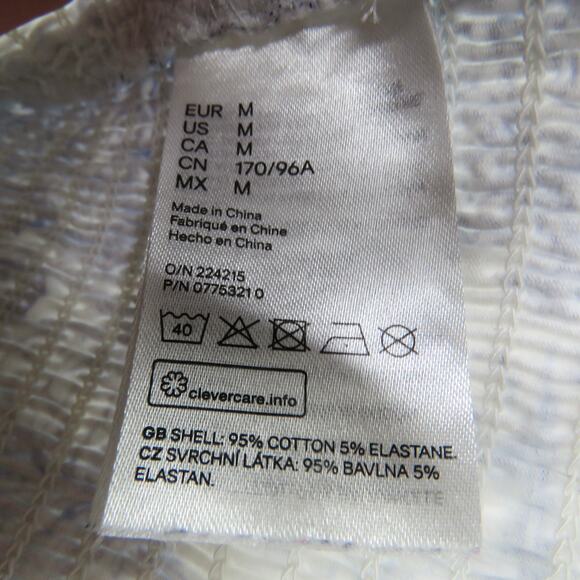 EUR M
US M
CA M
CN 170/96A
MX M
Made in China
Fabriqué en Chine
Hecho en China
O/N 224215
P/N 0775321 0
40
clevercare.info
GB SHELL: 95% COTTON 5% ELASTANE.
CZ SVRCHNÍ LÁTKA: 95% BAVLNA 5%
ELASTAN.